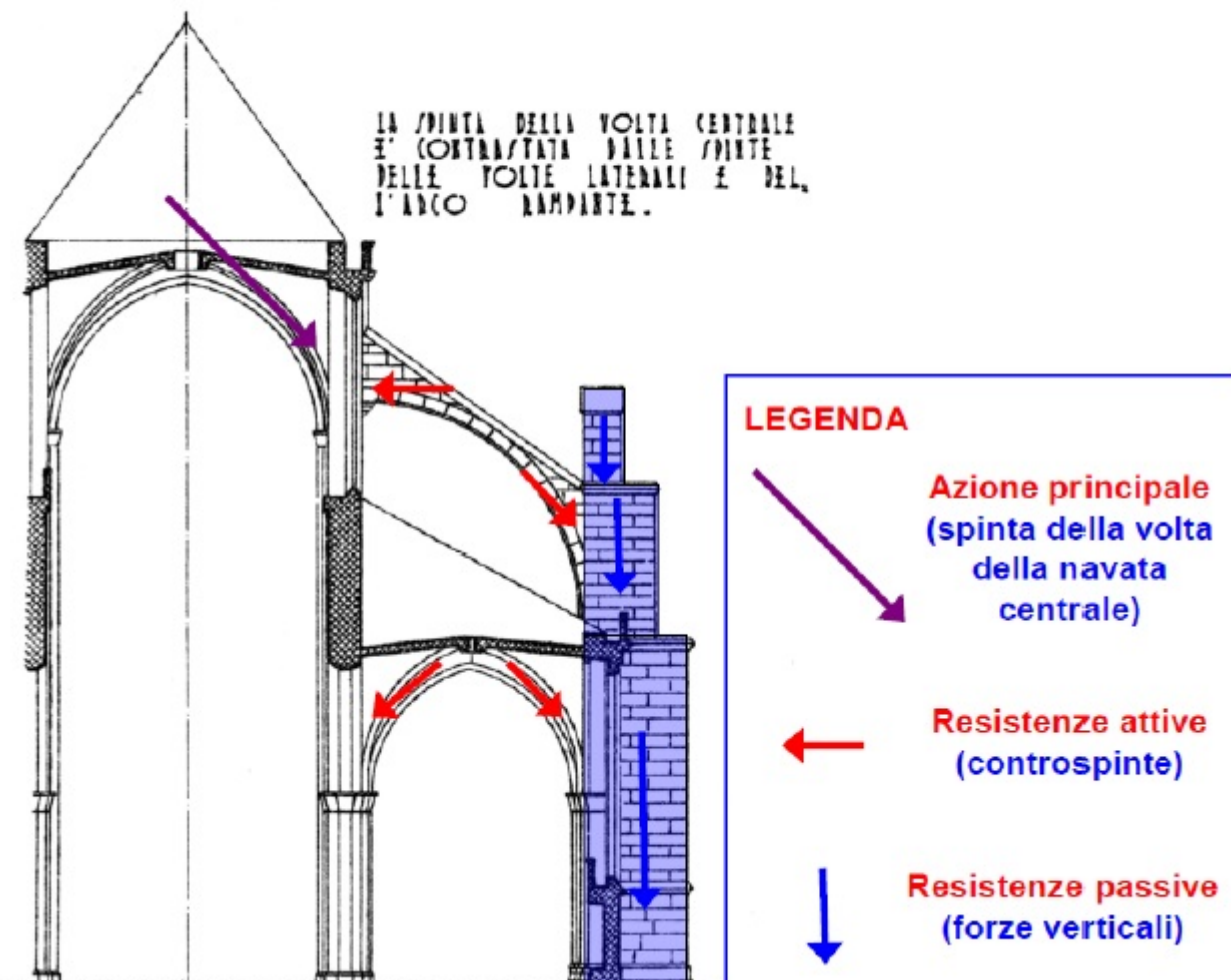 LA SPINTA DELLA VOLTA CENTRALE
E' CONTRASTATA DALLE SPINTE
DELLE VOLTE LATERALI E DEL,
L'ARCO RAMPANTE.
LEGENDA
Azione principale
(spinta della volta
della navata
centrale)
Resistenze attive
(controspinte)
Resistenze passive
(forze verticali)